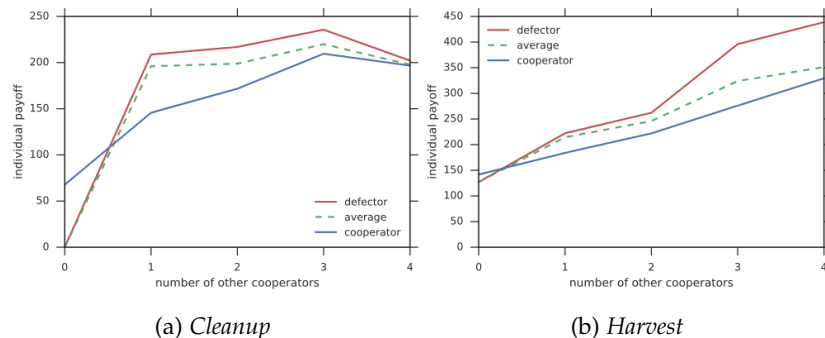 250
200
150
100
50
0
individual payoff
defector
average
cooperator
0 1 2 3 4
number of other cooperators
(a) Cleanup
450
400
350
300
250
200
150
100
50
0
individual payoff
defector
average
cooperator
0 1 2 3 4
number of other cooperators
(b) Harvest